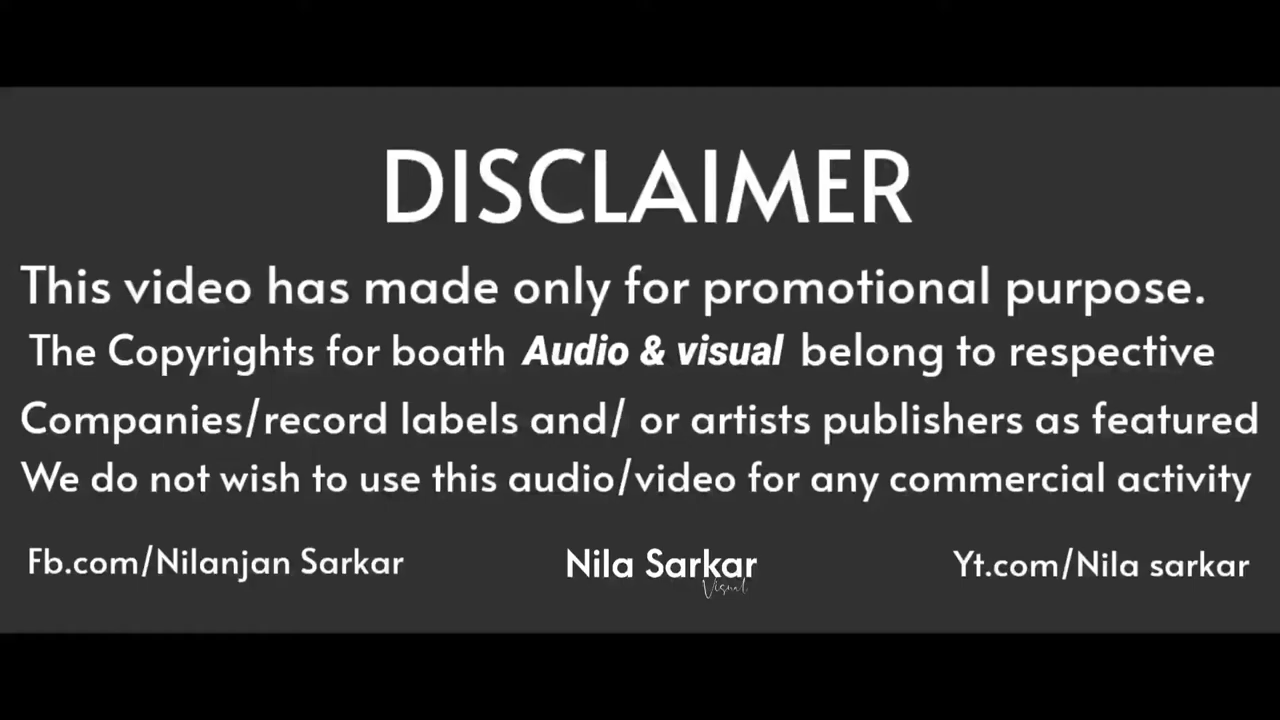 DISCLAIMER
This video has made only for promotional purpose.
The Copyrights for boath Audio & visual belong to respective
Companies/record labels and/ or artists publishers as featured
We do not wish to use this audio/video for any commercial activity
Fb.com/Nilanjan Sarkar
Nila Sarkar
Visual
Yt.com/Nila sarkar